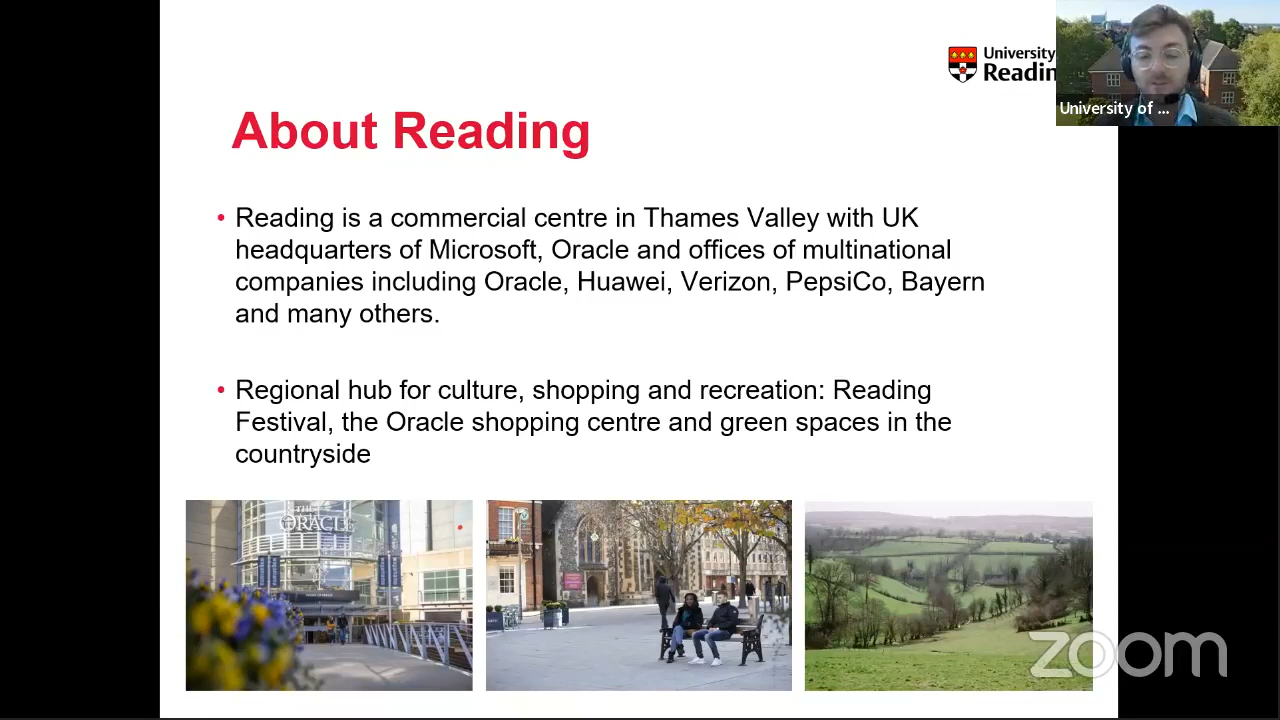 University
Readin
University of ...
About Reading
• Reading is a commercial centre in Thames Valley with UK
headquarters of Microsoft, Oracle and offices of multinational
companies including Oracle, Huawei, Verizon, PepsiCo, Bayern
and many others.
• Regional hub for culture, shopping and recreation: Reading
Festival, the Oracle shopping centre and green spaces in the
countryside
THE
ORACLE
zoom